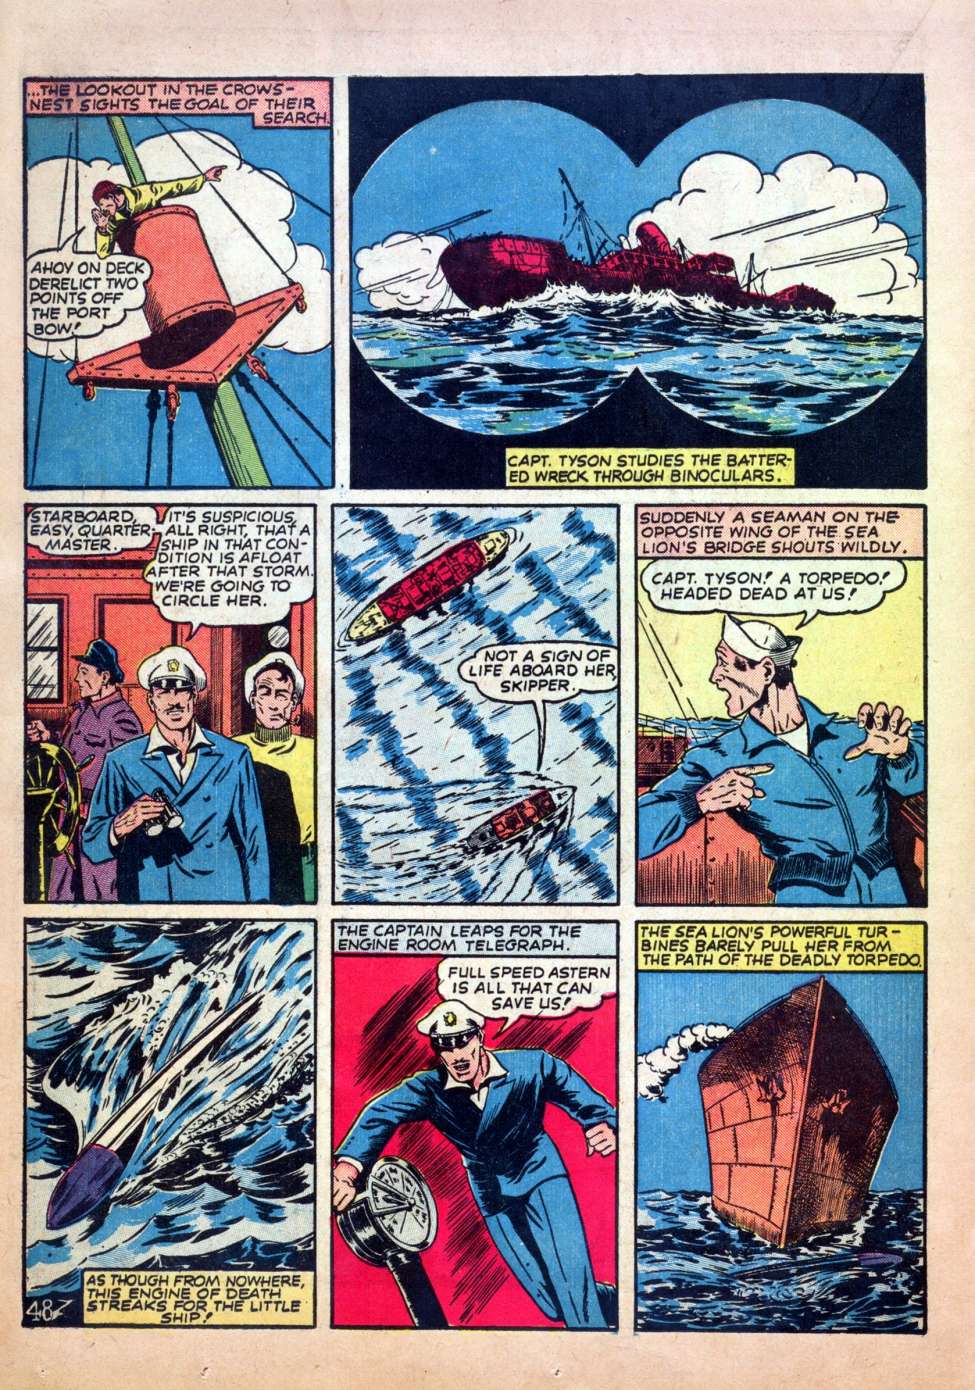 ...THE LOOKOUT IN THE CROWS-
NEST SIGHTS THE GOAL OF THEIR
SEARCH.
AHOY ON DECK
DERELICT TWO
POINTS OFF
THE PORT
BOW!
CAPT. TYSON STUDIES THE BATTER-
ED WRECK THROUGH BINOCULARS.
STARBOARD,
EASY, QUARTER-
MASTER.
IT'S SUSPICIOUS,
ALL RIGHT, THAT A
SHIP IN THAT CON-
DITION IS AFLOAT
AFTER THAT STORM.
WE'RE GOING TO
CIRCLE HER.
NOT A SIGN OF
LIFE ABOARD HER
SKIPPER.
SUDDENLY A SEAMAN ON THE
OPPOSITE WING OF THE SEA
LION'S BRIDGE SHOUTS WILDLY.
CAPT. TYSON! A TORPEDO!
HEADED DEAD AT US!
AS THOUGH FROM NOWHERE,
THIS ENGINE OF DEATH
STREAKS FOR THE LITTLE
SHIP!
48
THE CAPTAIN LEAPS FOR THE
ENGINE ROOM TELEGRAPH.
FULL SPEED ASTERN
IS ALL THAT CAN
SAVE US!
THE SEA LION'S POWERFUL TUR-
BINES BARELY PULL HER FROM
THE PATH OF THE DEADLY TORPEDO.